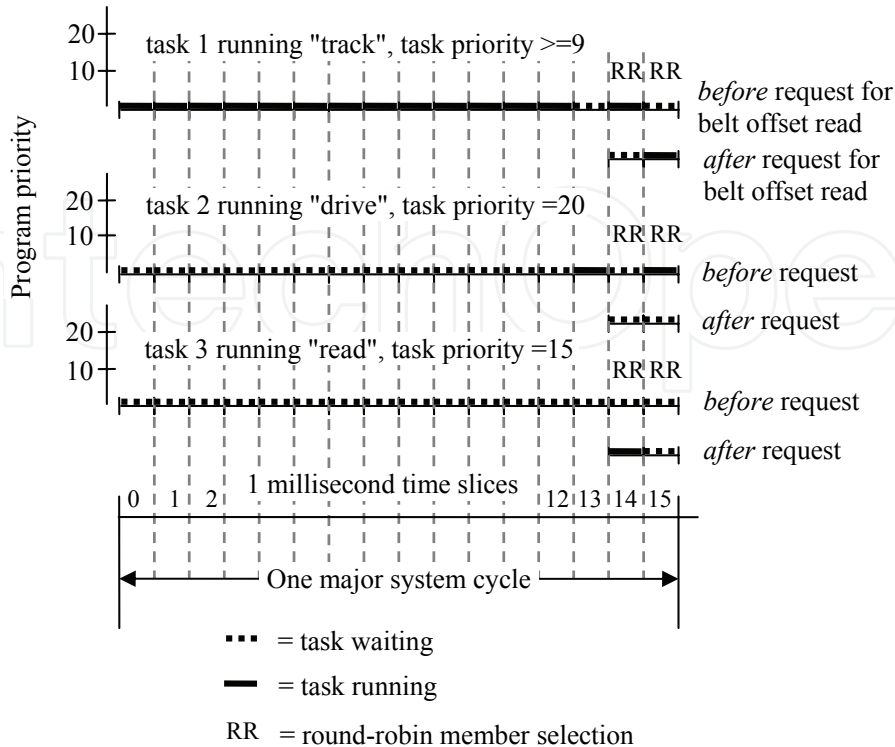 20
task 1 running "track", task priority >=9
10
RR RR
before request for
belt offset read
after request for
belt offset read
Program priority
20
task 2 running "drive", task priority =20
10
RR RR
before request
after request
20
task 3 running "read", task priority =15
10
RR RR
before request
after request
1 millisecond time slices
0 1 2 12 13 14 15
One major system cycle
= task waiting
= task running
RR = round-robin member selection
ntechOpe